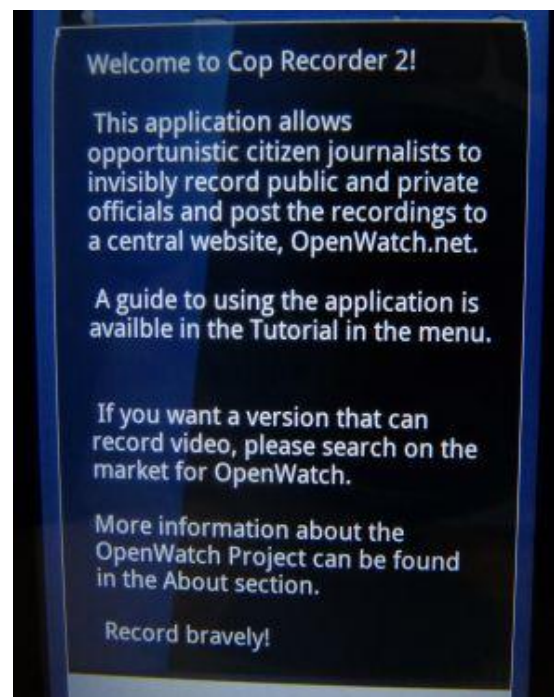 Welcome to Cop Recorder 2!
This application allows
opportunistic citizen journalists to
invisibly record public and private
officials and post the recordings to
a central website, OpenWatch.net.
A guide to using the application is
availble in the Tutorial in the menu.
If you want a version that can
record video, please search on the
market for OpenWatch.
More information about the
OpenWatch Project can be found
in the About section.
Record bravely!